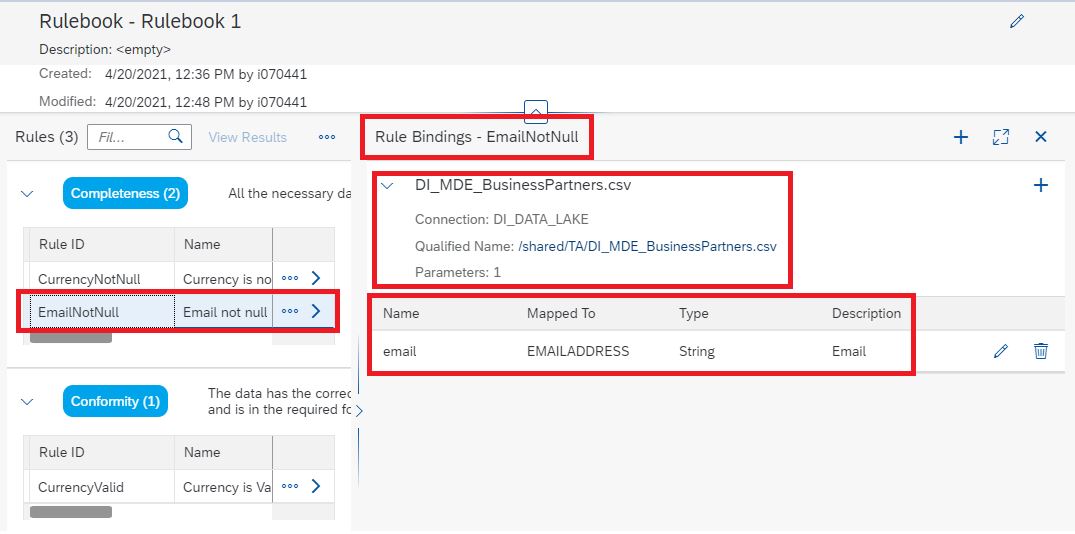 Rulebook - Rulebook 1
Description: <empty>
Created: 4/20/2021, 12:36 PM by i070441
Modified: 4/20/2021, 12:48 PM by i070441
Rules (3) Fil... View Results
Completeness (2) All the necessary da
Rule ID Name
CurrencyNotNull Currency is no
EmailNotNull Email not null
Conformity (1) The data has the correc
and is in the required fo
Rule ID Name
CurrencyValid Currency is Va
Rule Bindings - EmailNotNull
DI_MDE_BusinessPartners.csv
Connection: DI_DATA_LAKE
Qualified Name: /shared/TA/DI_MDE_BusinessPartners.csv
Parameters: 1
Name Mapped To Type Description
email EMAILADDRESS String Email